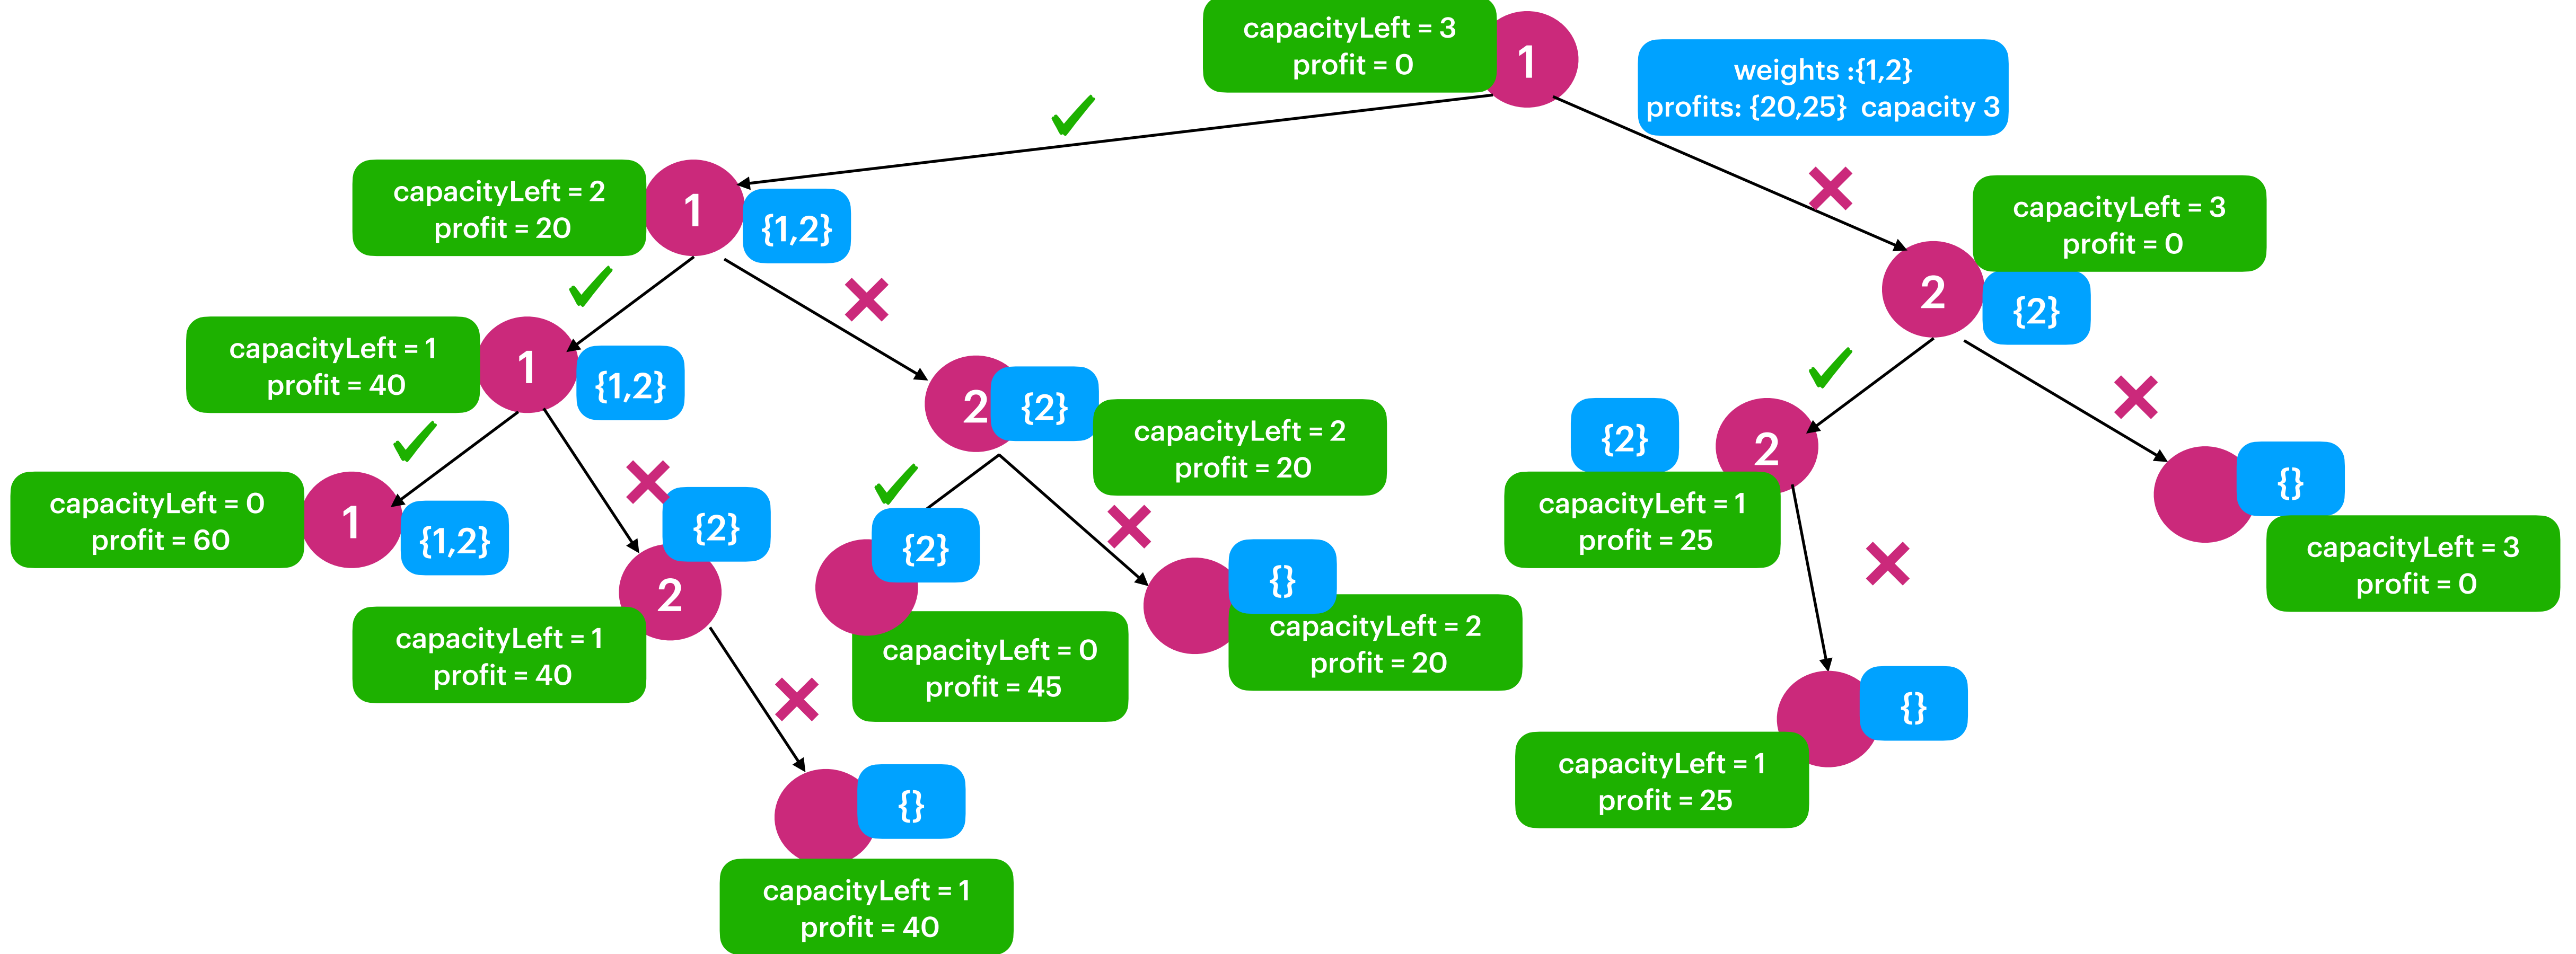 capacityLeft = 3
profit = 0
1
weights :{1,2}
profits: {20,25} capacity 3
capacityLeft = 2
profit = 20
1
{1,2}
capacityLeft = 3
profit = 0
2
{2}
capacityLeft = 1
profit = 40
1
{1,2}
2
{2}
capacityLeft = 2
profit = 20
{2}
2
capacityLeft = 1
profit = 25
{}
capacityLeft = 3
profit = 0
capacityLeft = 0
profit = 60
1
{1,2}
{2}
2
capacityLeft = 1
profit = 40
{2}
capacityLeft = 0
profit = 45
{}
capacityLeft = 2
profit = 20
{}
capacityLeft = 1
profit = 25
{}
capacityLeft = 1
profit = 40